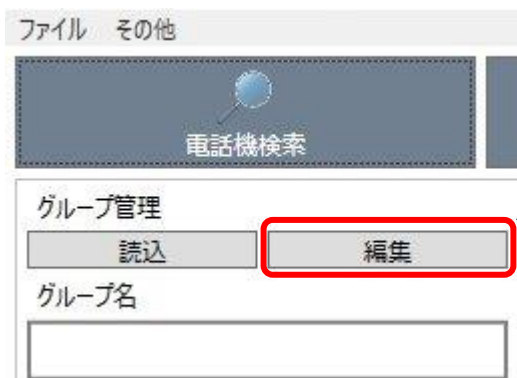 ファイル その他
電話機検索
グループ管理
読込 編集
グループ名